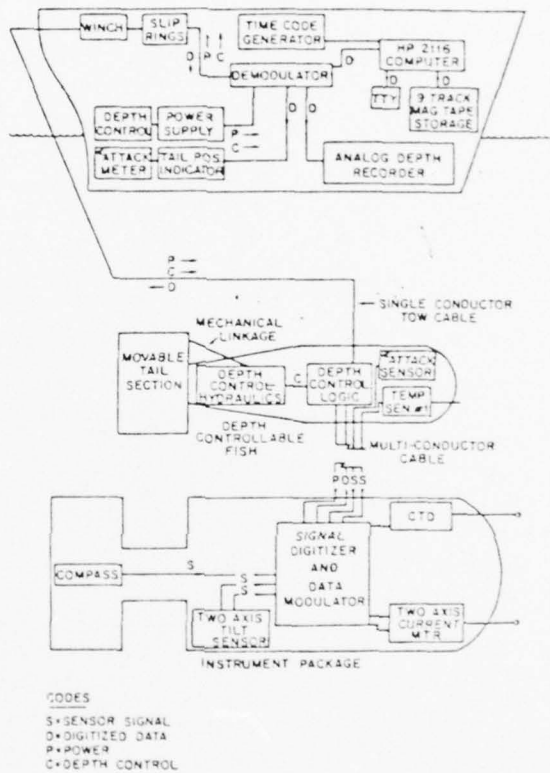 WINCH
SLIP
RINGS
TIME CODE
GENERATOR
HP 2116
COMPUTER
P C
D
DEMODULATOR
D
D
D
TTY
9 TRACK
MAG TAPE
STORAGE
DEPTH
CONTROL
POWER
SUPPLY
P
C
D
D
ATTACK
METER
TAIL POS
INDICATOR
ANALOG DEPTH
RECORDER
P
C
D
SINGLE CONDUCTOR
TOW CABLE
MECHANICAL
LINKAGE
MOVABLE
TAIL
SECTION
DEPTH
CONTROL
HYDRAULICS
C
DEPTH
CONTROL
LOGIC
ATTACK
SENSOR
TEMP
SEN #1
DEPTH
CONTROLLABLE
FISH
MULTI-CONDUCTOR
CABLE
PDSS
SIGNAL
DIGITIZER
AND
DATA
MODULATOR
CTD
COMPASS
S
S
S
TWO AXIS
TILT
SENSOR
TWO AXIS
CURRENT
MTR.
INSTRUMENT PACKAGE
CODES
S=SENSOR SIGNAL
D=DIGITIZED DATA
P=POWER
C=DEPTH CONTROL